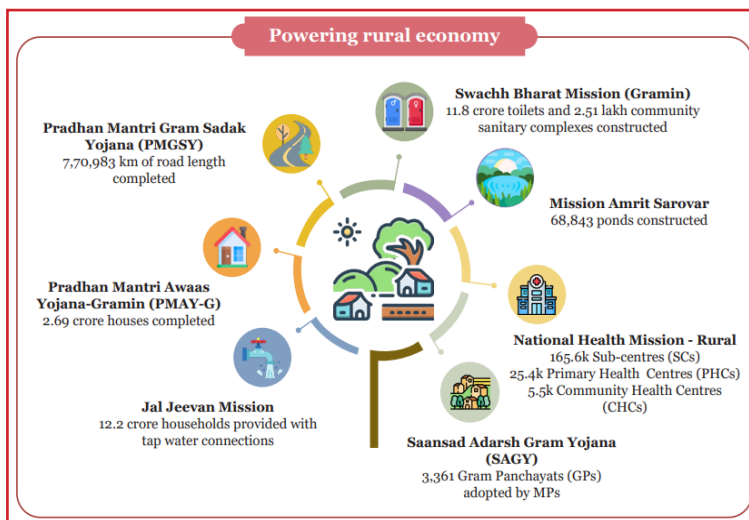 Powering rural economy
Swachh Bharat Mission (Gramin)
11.8 crore toilets and 2.51 lakh community
sanitary complexes constructed
Pradhan Mantri Gram Sadak
Yojana (PMGSY)
7,70,983 km of road length
completed
Mission Amrit Sarovar
68,843 ponds constructed
Pradhan Mantri Awaas
Yojana-Gramin (PMAY-G)
2.69 crore houses completed
National Health Mission - Rural
165.6k Sub-centres (SCs)
25.4k Primary Health Centres (PHCs)
5.5k Community Health Centres
(CHCs)
Jal Jeevan Mission
12.2 crore households provided with
tap water connections
Saansad Adarsh Gram Yojana
(SAGY)
3,361 Gram Panchayats (GPs)
adopted by MPs